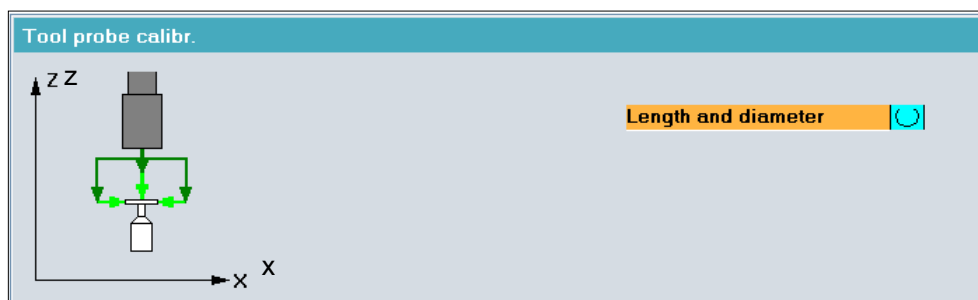 Tool probe calibr.
Z Z
Length and diameter
X X